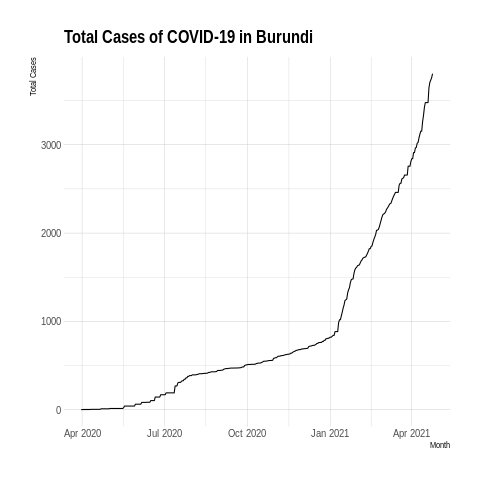 Total Cases of COVID-19 in Burundi
Total Cases
3000
2000
1000
0
Apr 2020 Jul 2020 Oct 2020 Jan 2021 Apr 2021
Month